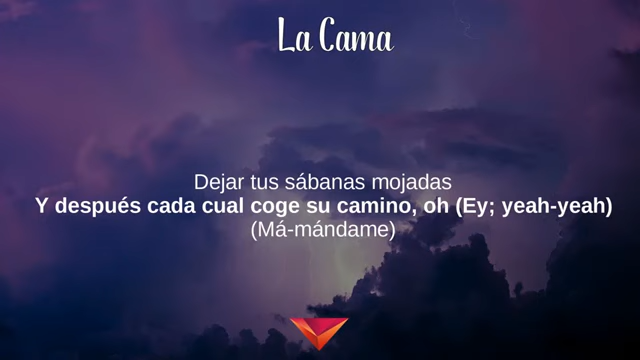 La Cama
Dejar tus sábanas mojadas
Y después cada cual coge su camino, oh (Ey; yeah-yeah)
(Má-mándame)